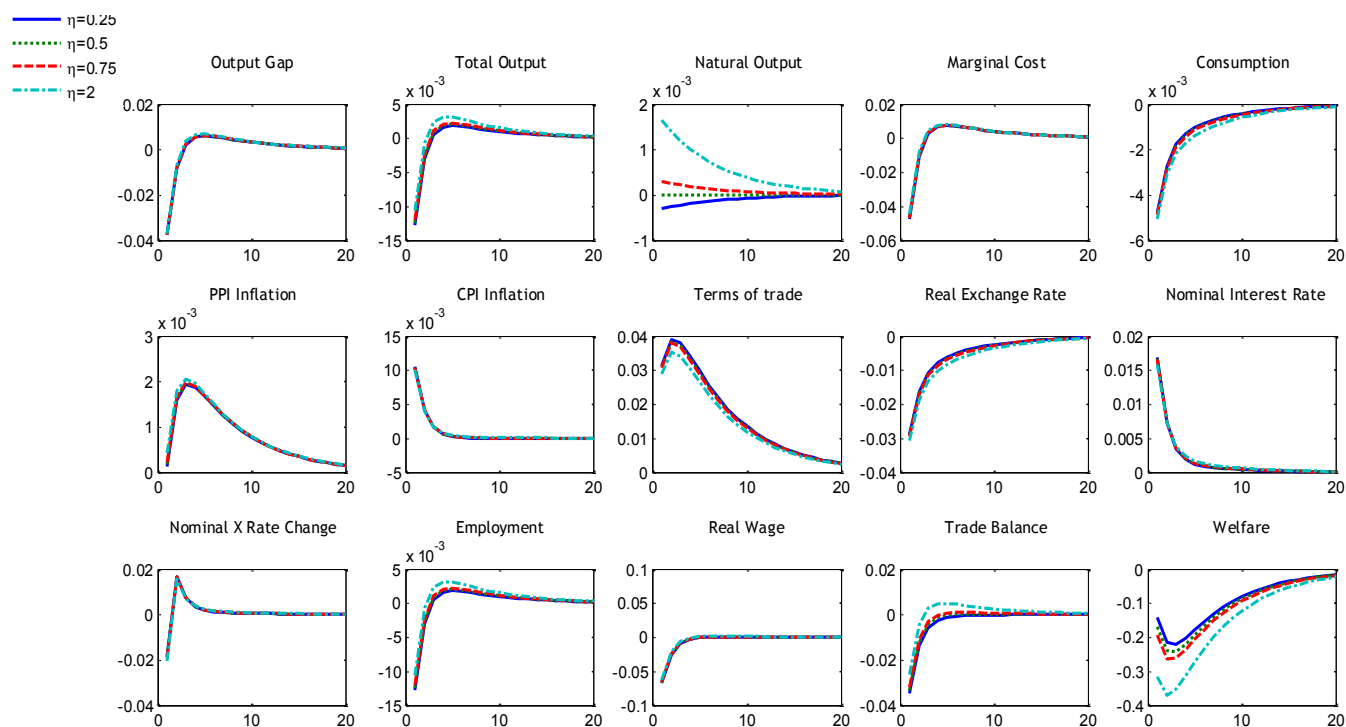 η=0.25
η=0.5
η=0.75
η=2
Output Gap
0.02
0
-0.02
-0.04
0 10 20
Total Output
x 10-3
5
0
-5
-10
-15
0 10 20
Natural Output
x 10-3
2
1
0
-1
0 10 20
Marginal Cost
0.02
0
-0.02
-0.04
-0.06
0 10 20
Consumption
x 10-3
0
-2
-4
-6
0 10 20
PPI Inflation
x 10-3
3
2
1
0
0 10 20
CPI Inflation
x 10-3
15
10
5
0
-5
0 10 20
Terms of trade
0.04
0.03
0.02
0.01
0
0 10 20
Real Exchange Rate
0
-0.01
-0.02
-0.03
-0.04
0 10 20
Nominal Interest Rate
0.02
0.015
0.01
0.005
0
0 10 20
Nominal X Rate Change
0.02
0
-0.02
-0.04
0 10 20
Employment
x 10-3
5
0
-5
-10
-15
0 10 20
Real Wage
0.1
0.05
0
-0.05
-0.1
0 10 20
Trade Balance
0.02
0
-0.02
-0.04
0 10 20
Welfare
0
-0.1
-0.2
-0.3
-0.4
0 10 20